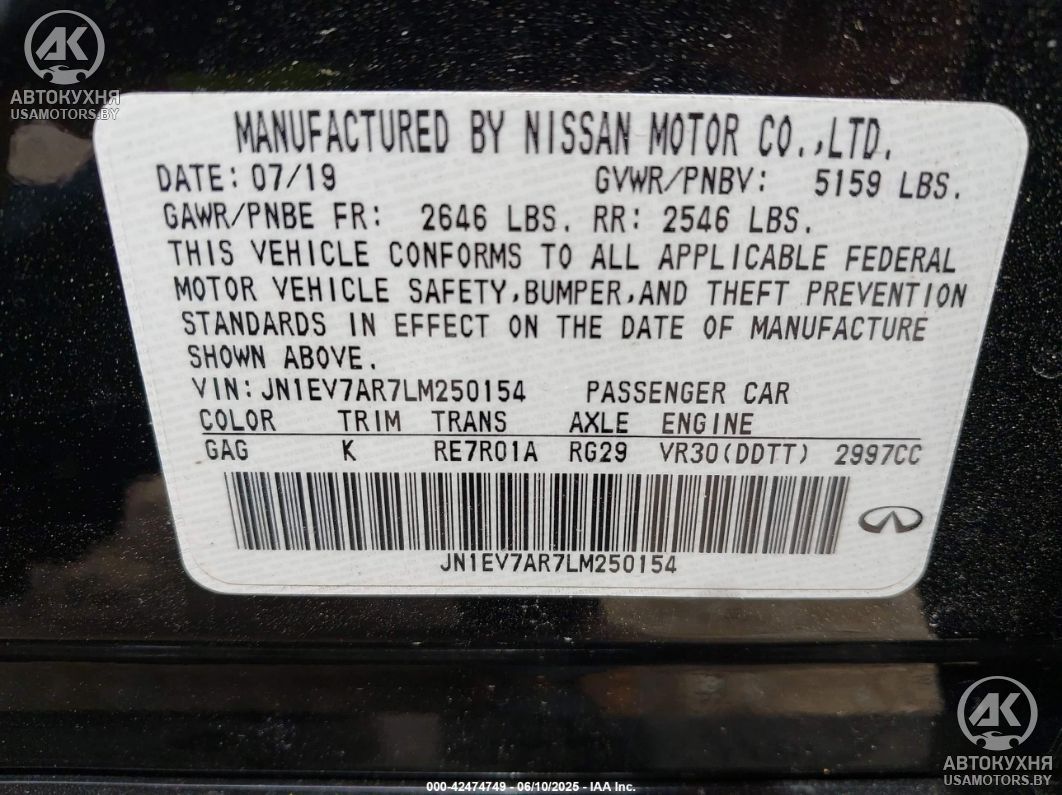 AK
АВТОКУХНЯ
USAMOTORS.BY
MANUFACTURED BY NISSAN MOTOR CO.,LTD.
DATE: 07/19 GVWR/PNBV: 5159 LBS.
GAWR/PNBE FR: 2646 LBS. RR: 2546 LBS.
THIS VEHICLE CONFORMS TO ALL APPLICABLE FEDERAL
MOTOR VEHICLE SAFETY,BUMPER,AND THEFT PREVENTION
STANDARDS IN EFFECT ON THE DATE OF MANUFACTURE
SHOWN ABOVE.
VIN:JN1EV7AR7LM250154 PASSENGER CAR
COLOR TRIM TRANS AXLE ENGINE
GAG K RE7R01A RG29 VR30(DDTT) 2997CC
JN1EV7AR7LM250154
AK
АВТОКУХНЯ
USAMOTORS.BY
000-42474749 - 06/10/2025 - IAA Inc.